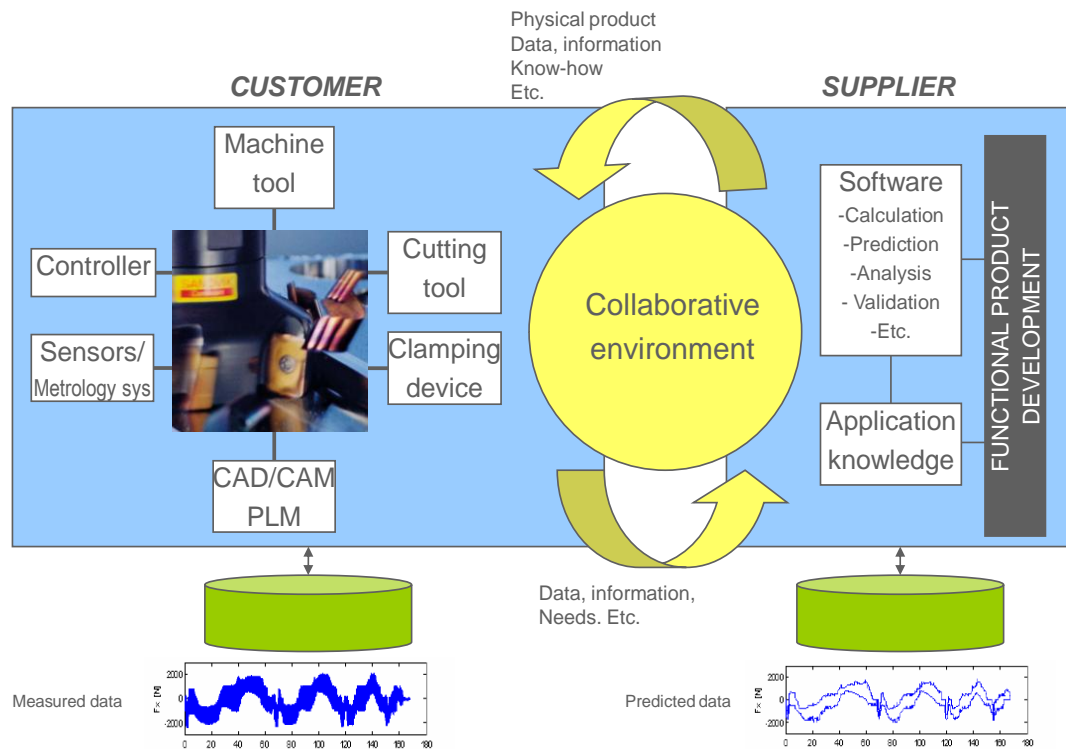 Physical product
Data, information
Know-how
Etc.
CUSTOMER
SUPPLIER
Machine
tool
Controller
Cutting
tool
Sensors/
Metrology sys
Clamping
device
CAD/CAM
PLM
Collaborative
environment
Software
-Calculation
-Prediction
-Analysis
- Validation
-Etc.
Application
knowledge
FUNCTIONAL PRODUCT
DEVELOPMENT
Data, information,
Needs. Etc.
Measured data
Fx [N]
2000
0
-2000
0 20 40 60 80 100 120 140 160 180
Predicted data
Fx [N]
2000
0
-2000
0 20 40 60 80 100 120 140 160 180